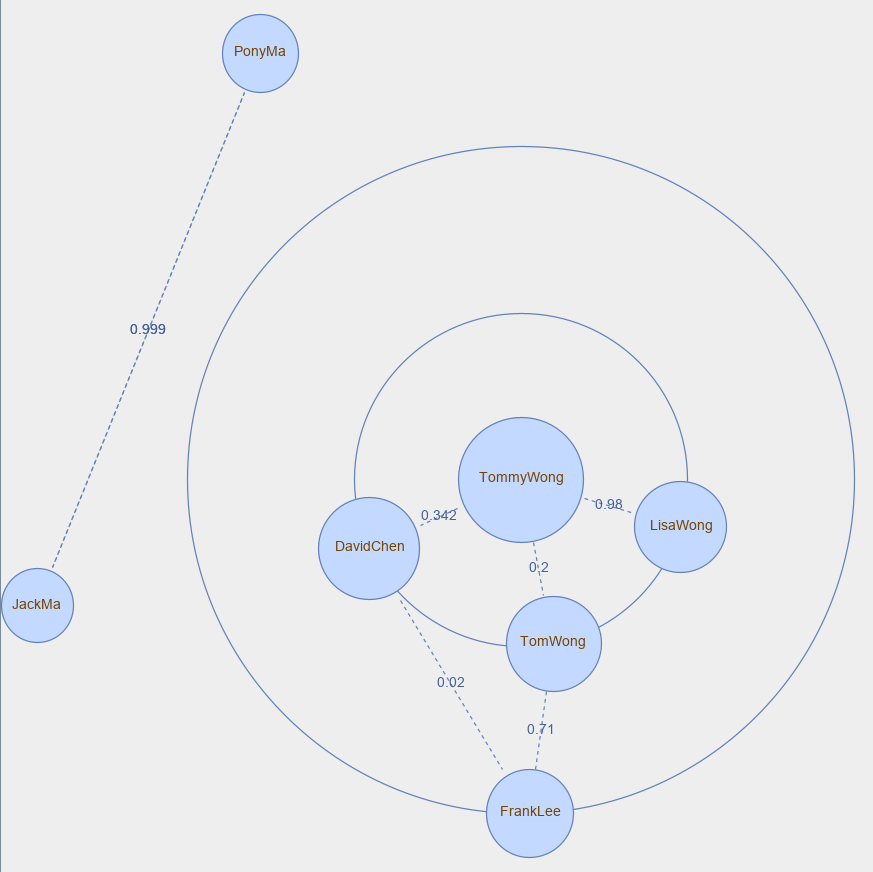 PonyMa
0.999
TommyWong
0.98
0.342
LisaWong
DavidChen
0.2
JackMa
TomWong
0.02
0.71
FrankLee